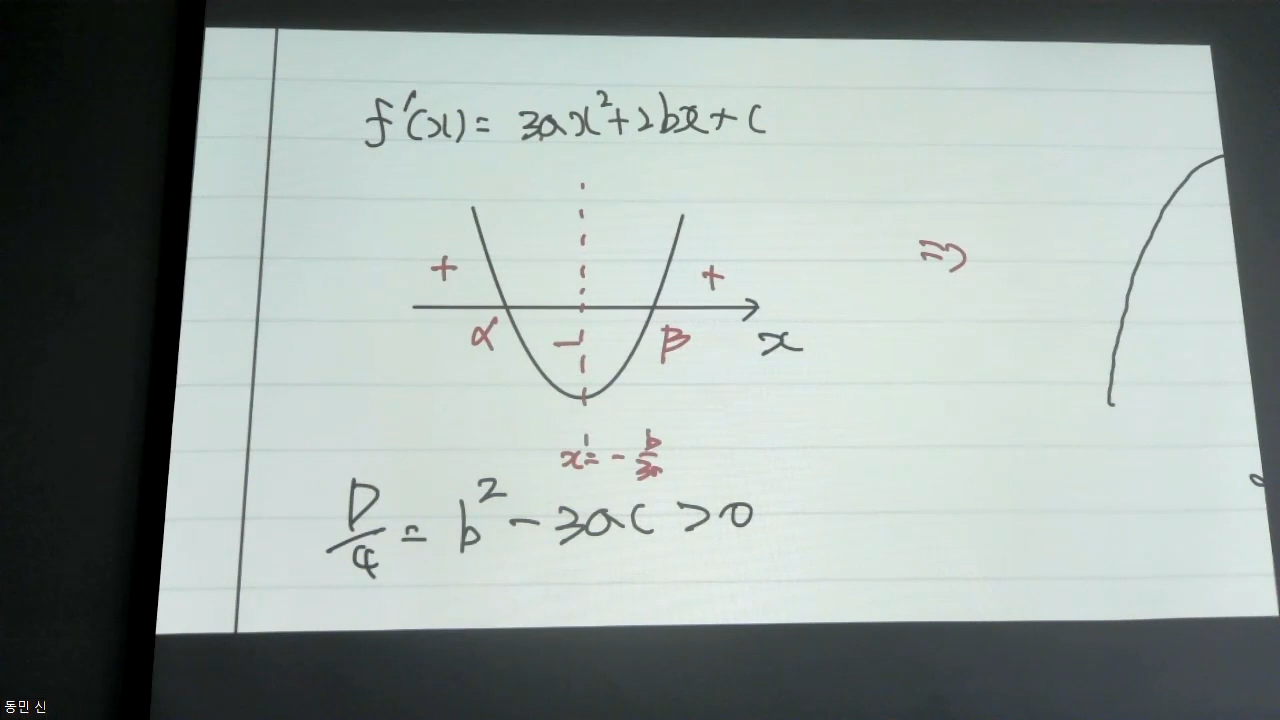 f'(x) = 3ax² + 2bx + c
+ +
α - β x
x = - b/3a
D/4 = b² - 3ac > 0
⇒
동민 신